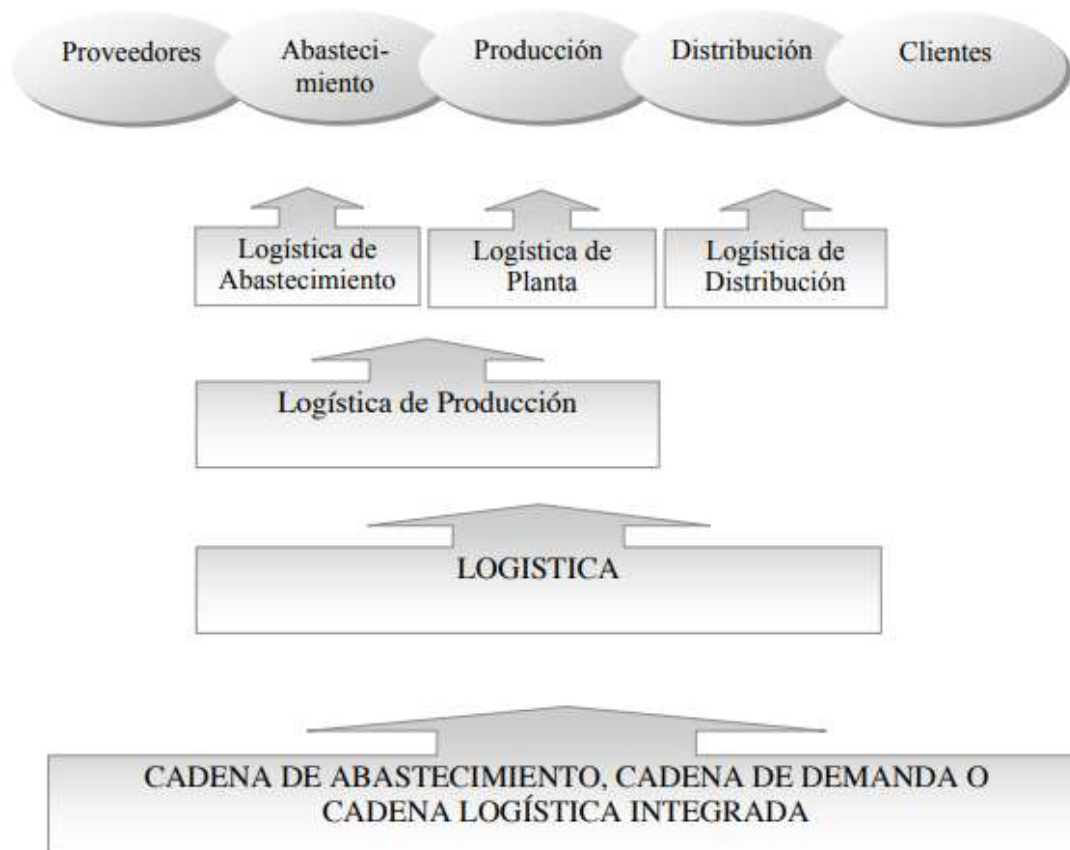 Proveedores
Abasteci-
miento
Producción
Distribución
Clientes
Logística de
Abastecimiento
Logística de
Planta
Logística de
Distribución
Logística de Producción
LOGISTICA
CADENA DE ABASTECIMIENTO, CADENA DE DEMANDA O
CADENA LOGÍSTICA INTEGRADA